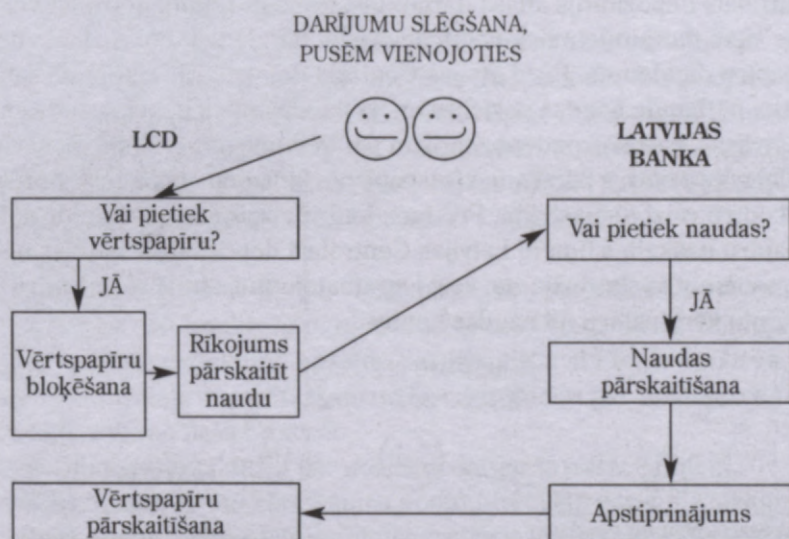 DARĪJUMU SLĒGŠANA,
PUSĒM VIENOJOTIES
LCD
LATVIJAS
BANKA
Vai pietiek
vērtspapīru?
Vai pietiek naudas?
JĀ
JĀ
Vērtspapīru
bloķēšana
Rīkojums
pārskaitīt
naudu
Naudas
pārskaitīšana
Vērtspapīru
pārskaitīšana
Apstiprinājums